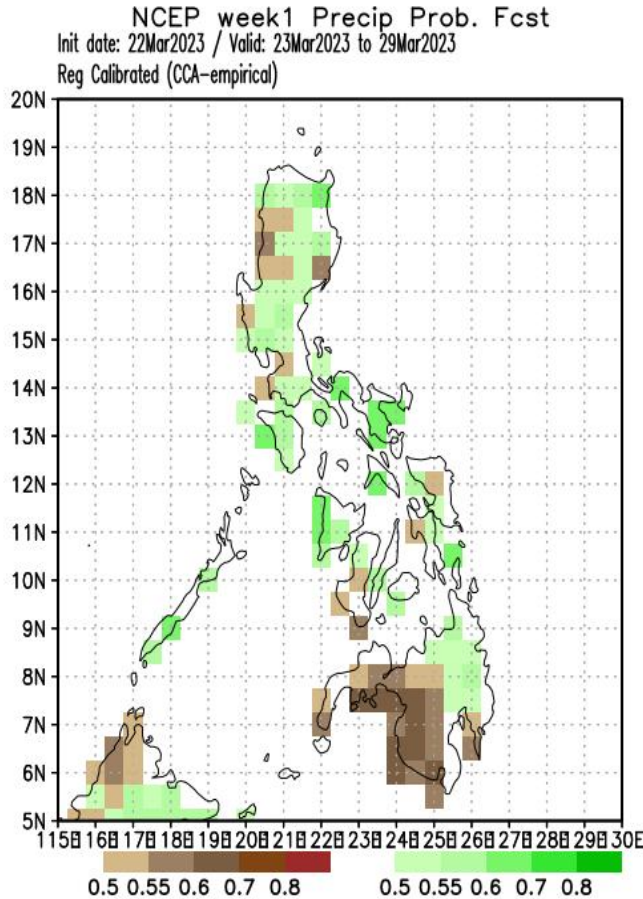 NCEP week1 Precip Prob. Fcst
Init date: 22Mar2023 / Valid: 23Mar2023 to 29Mar2023
Reg Calibrated (CCA-empirical)
20N
19N
18N
17N
16N
15N
14N
13N
12N
11N
10N
9N
8N
7N
6N
5N
115E 116E 117E 118E 119E 120E 121E 122E 123E 124E 125E 126E 127E 128E 129E 130E
0.5 0.55 0.6 0.7 0.8 0.5 0.55 0.6 0.7 0.8